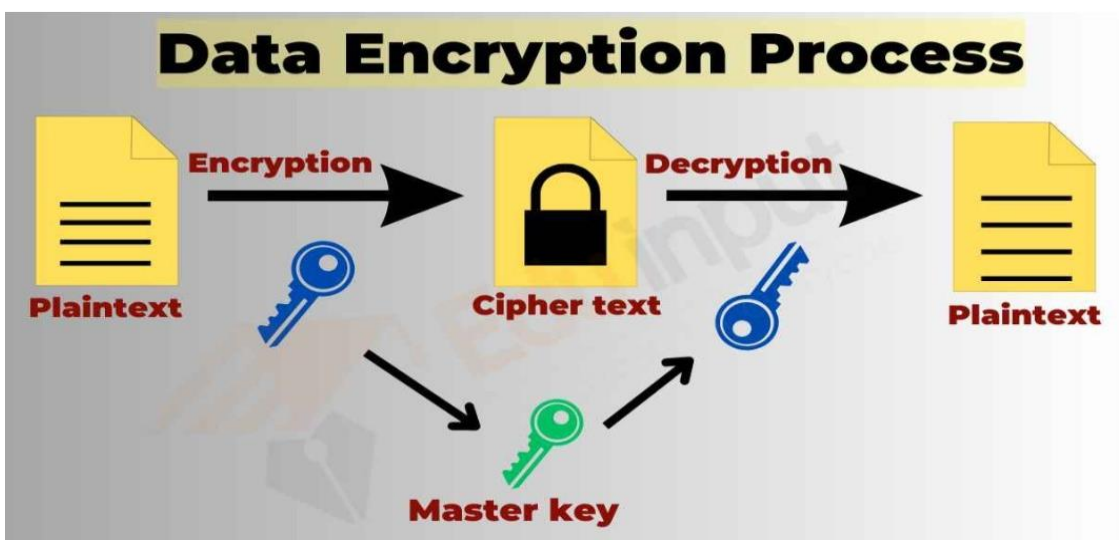 Data Encryption Process
Encryption
Decryption
Plaintext
Cipher text
Plaintext
Master key